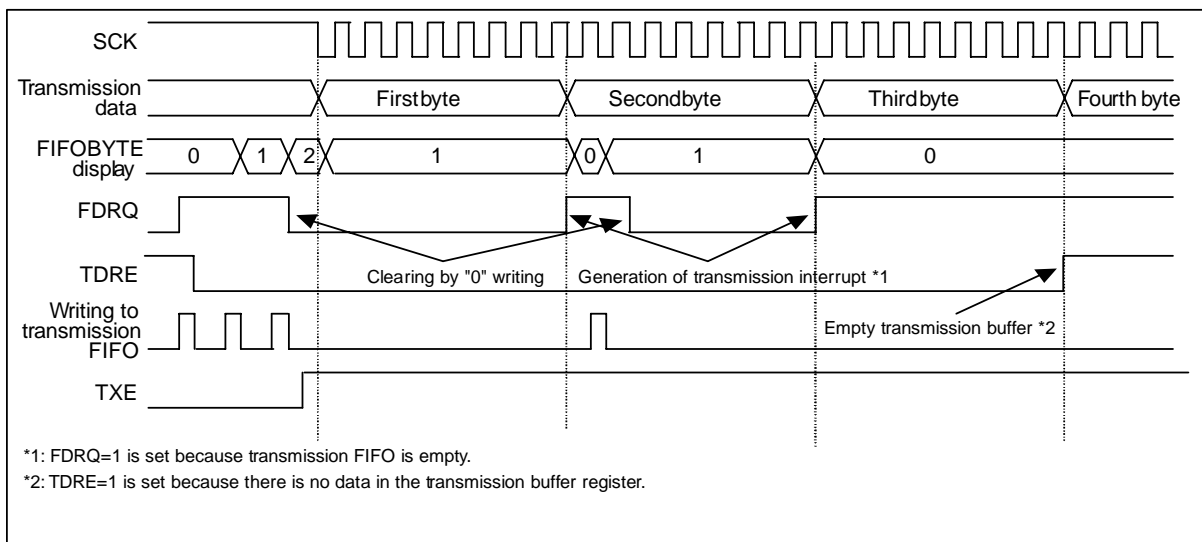 SCK
Transmission
data
Firstbyte
Secondbyte
Thirdbyte
Fourth byte
FIFOBYTE
display
0
1
2
1
0
1
0
FDRQ
Clearing by "0" writing
Generation of transmission interrupt *1
TDRE
Empty transmission buffer *2
Writing to
transmission
FIFO
TXE
*1: FDRQ=1 is set because transmission FIFO is empty.
*2: TDRE=1 is set because there is no data in the transmission buffer register.